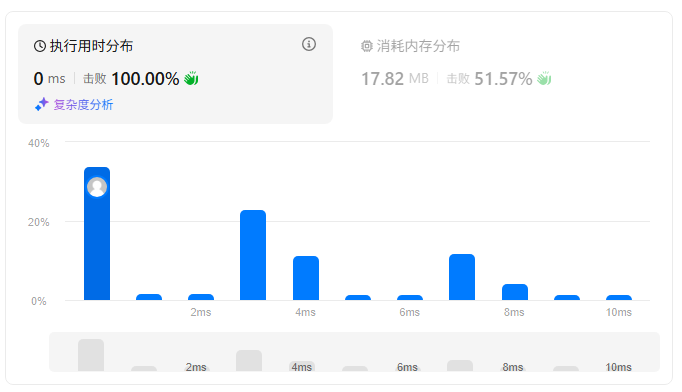 执行用时分布
0 ms 击败 100.00%
复杂度分析
消耗内存分布
17.82 MB 击败 51.57%
40%
20%
0%
2ms 4ms 6ms 8ms 10ms
2ms 4ms 6ms 8ms 10ms